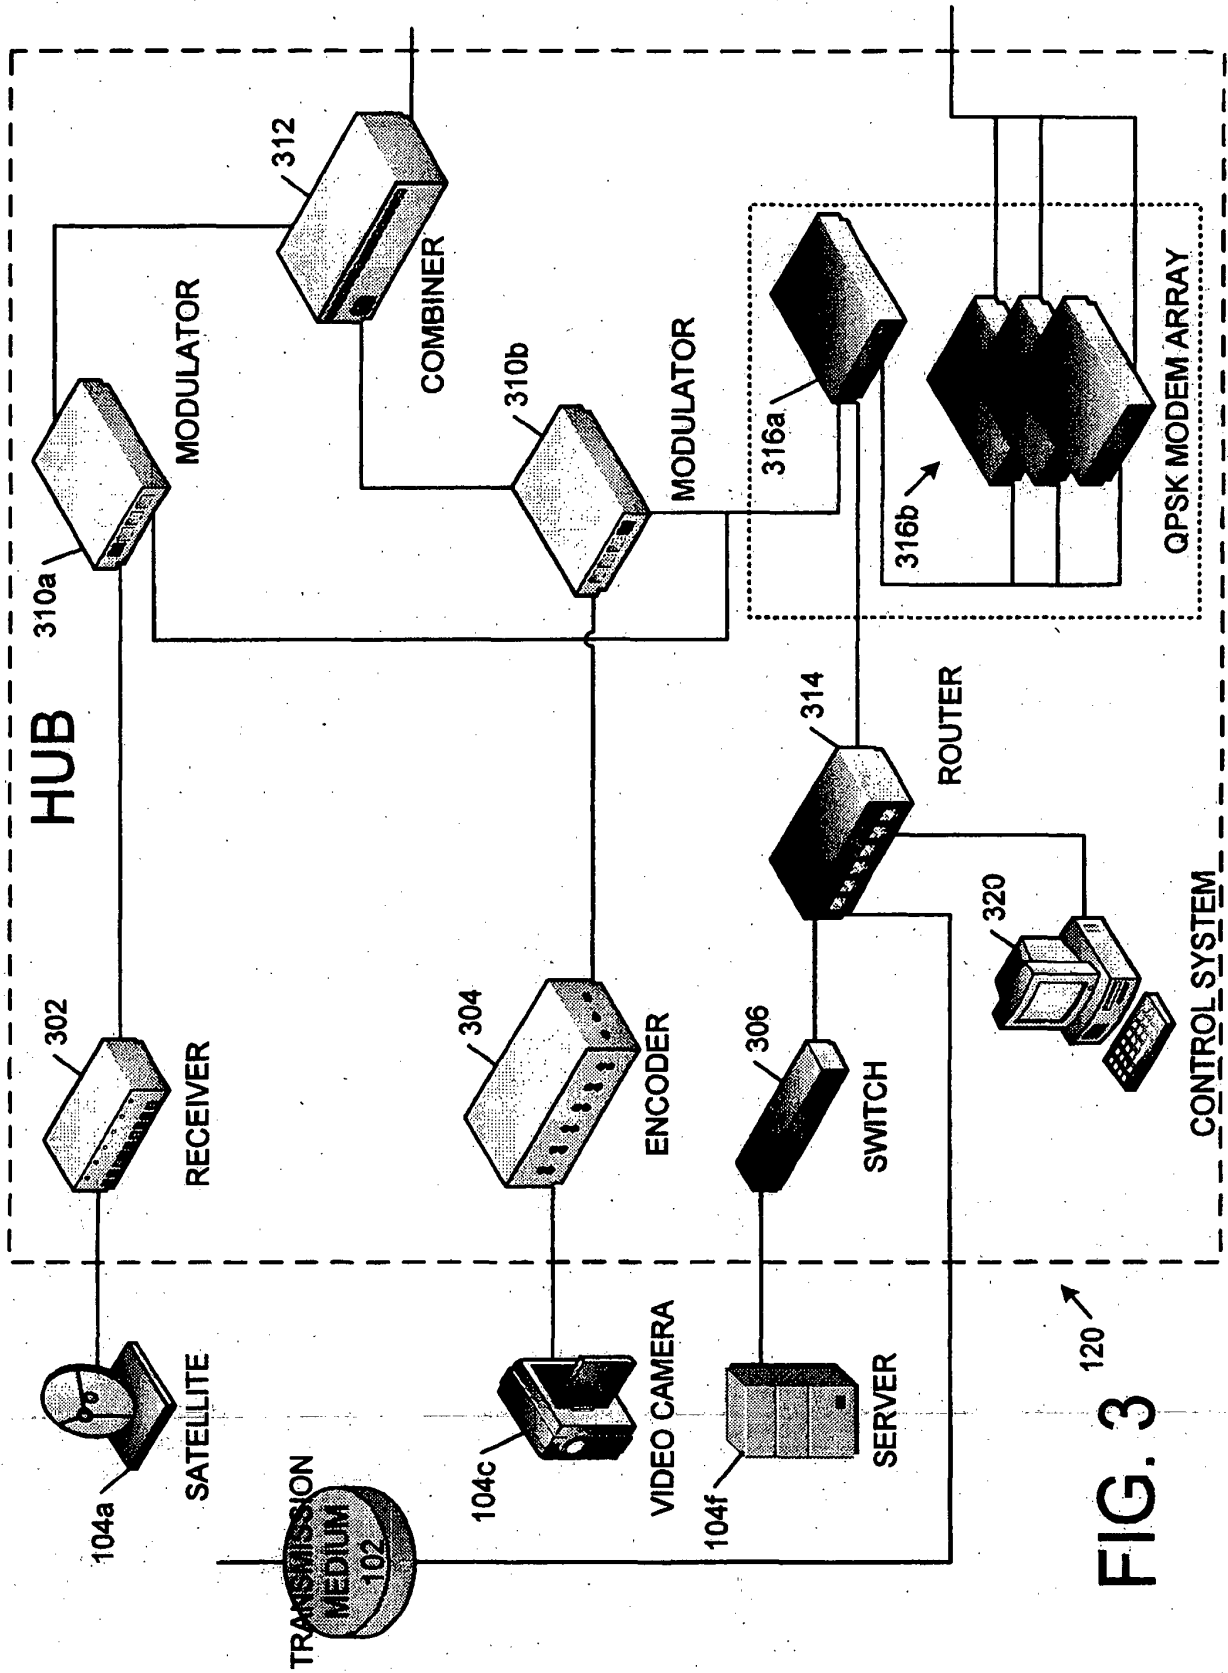 HUB
104a
SATELLITE
302
RECEIVER
310a
MODULATOR
312
COMBINER
TRANSMISSION
MEDIUM
102
104c
VIDEO CAMERA
304
ENCODER
310b
MODULATOR
104f
SERVER
306
SWITCH
314
ROUTER
316a
316b
QPSK MODEM ARRAY
320
CONTROL SYSTEM
120
FIG. 3